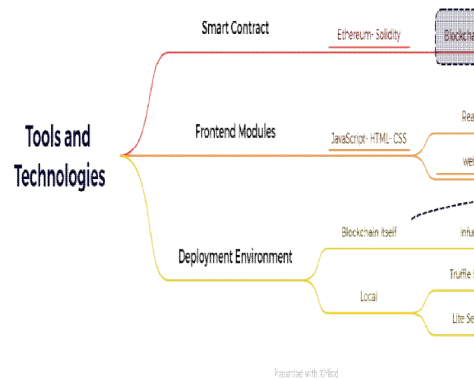 Smart Contract
Ethereum- Solidity
Tools and
Technologies
Frontend Modules
JavaScript- HTML- CSS
Deployment Environment
Blockchain itself
Local
Presented with XMind